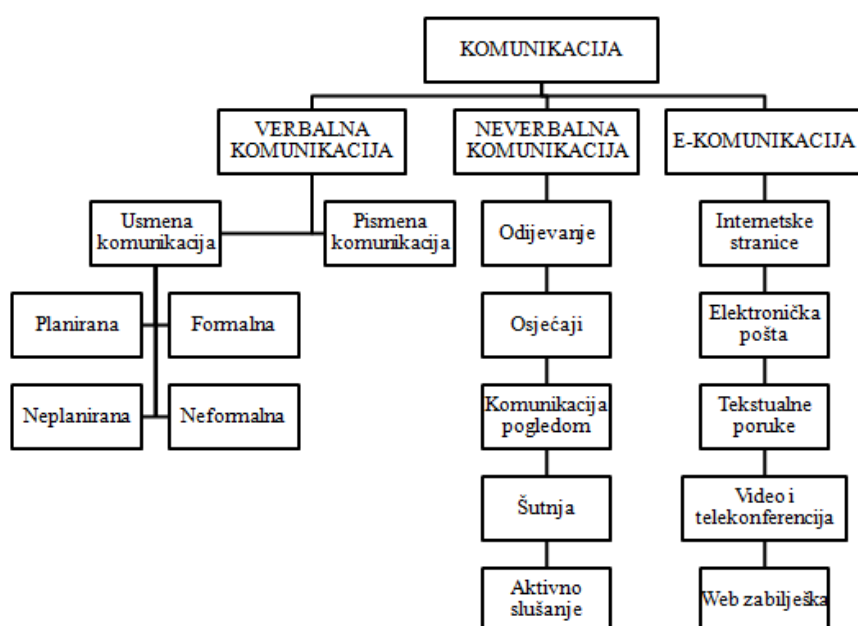 KOMUNIKACIJA
VERBALNA
KOMUNIKACIJA
NEVERBALNA
KOMUNIKACIJA
E-KOMUNIKACIJA
Usmena
komunikacija
Pismena
komunikacija
Planirana
Formalna
Neplanirana
Neformalna
Odijevanje
Osjećaji
Komunikacija
pogledom
Šutnja
Aktivno
slušanje
Internetske
stranice
Elektronička
pošta
Tekstualne
poruke
Video i
telekonferencija
Web zabilješka